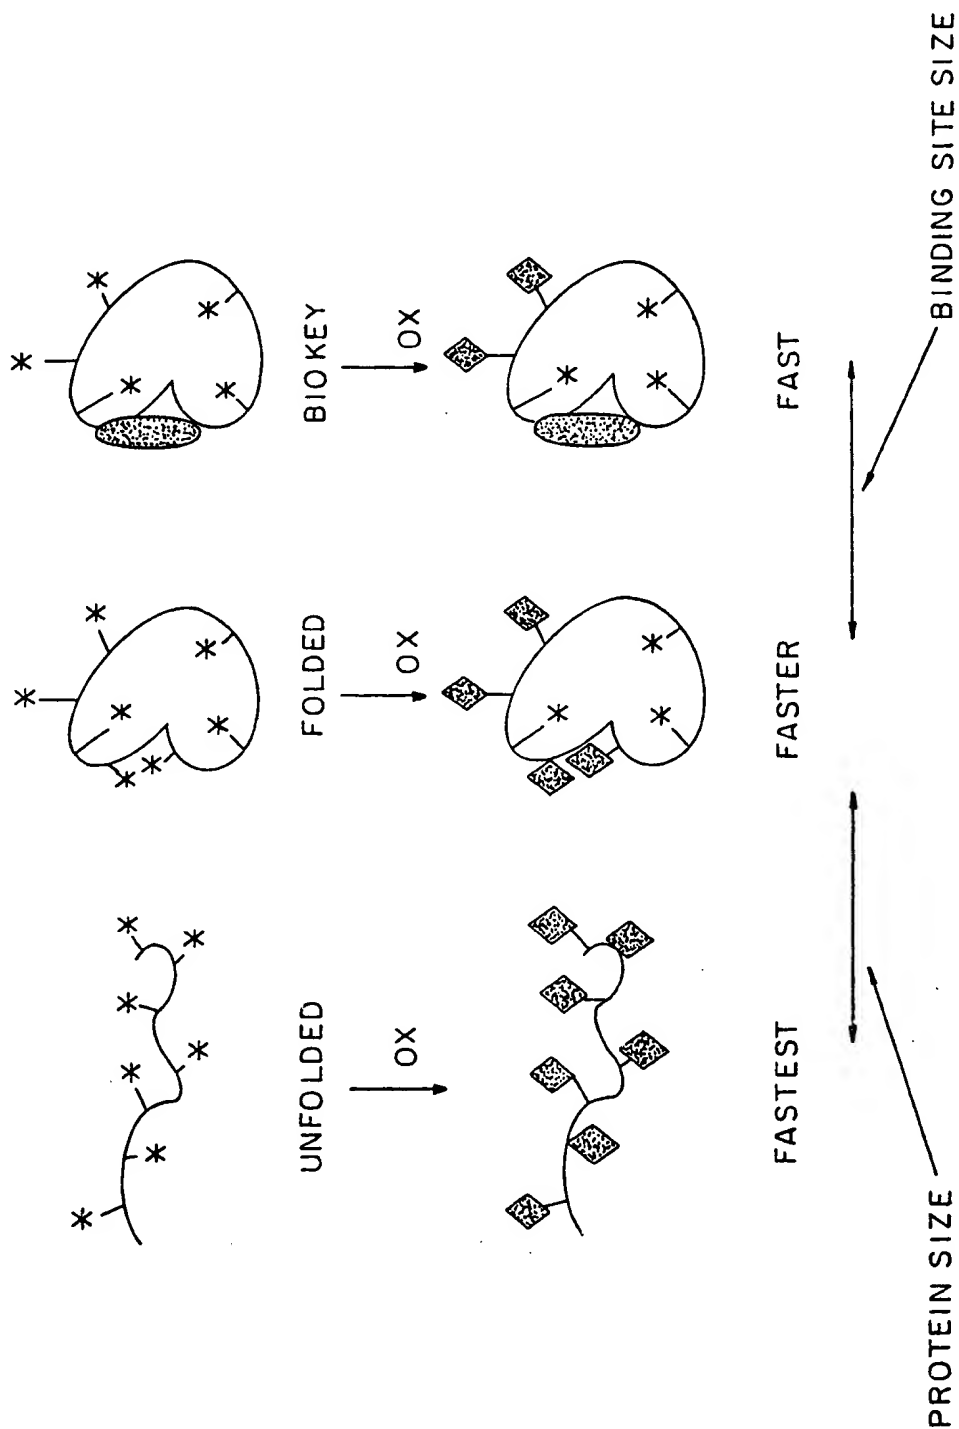 UNFOLDED FOLDED BIOKEY
OX OX OX
FASTEST FASTER FAST
PROTEIN SIZE BINDING SITE SIZE